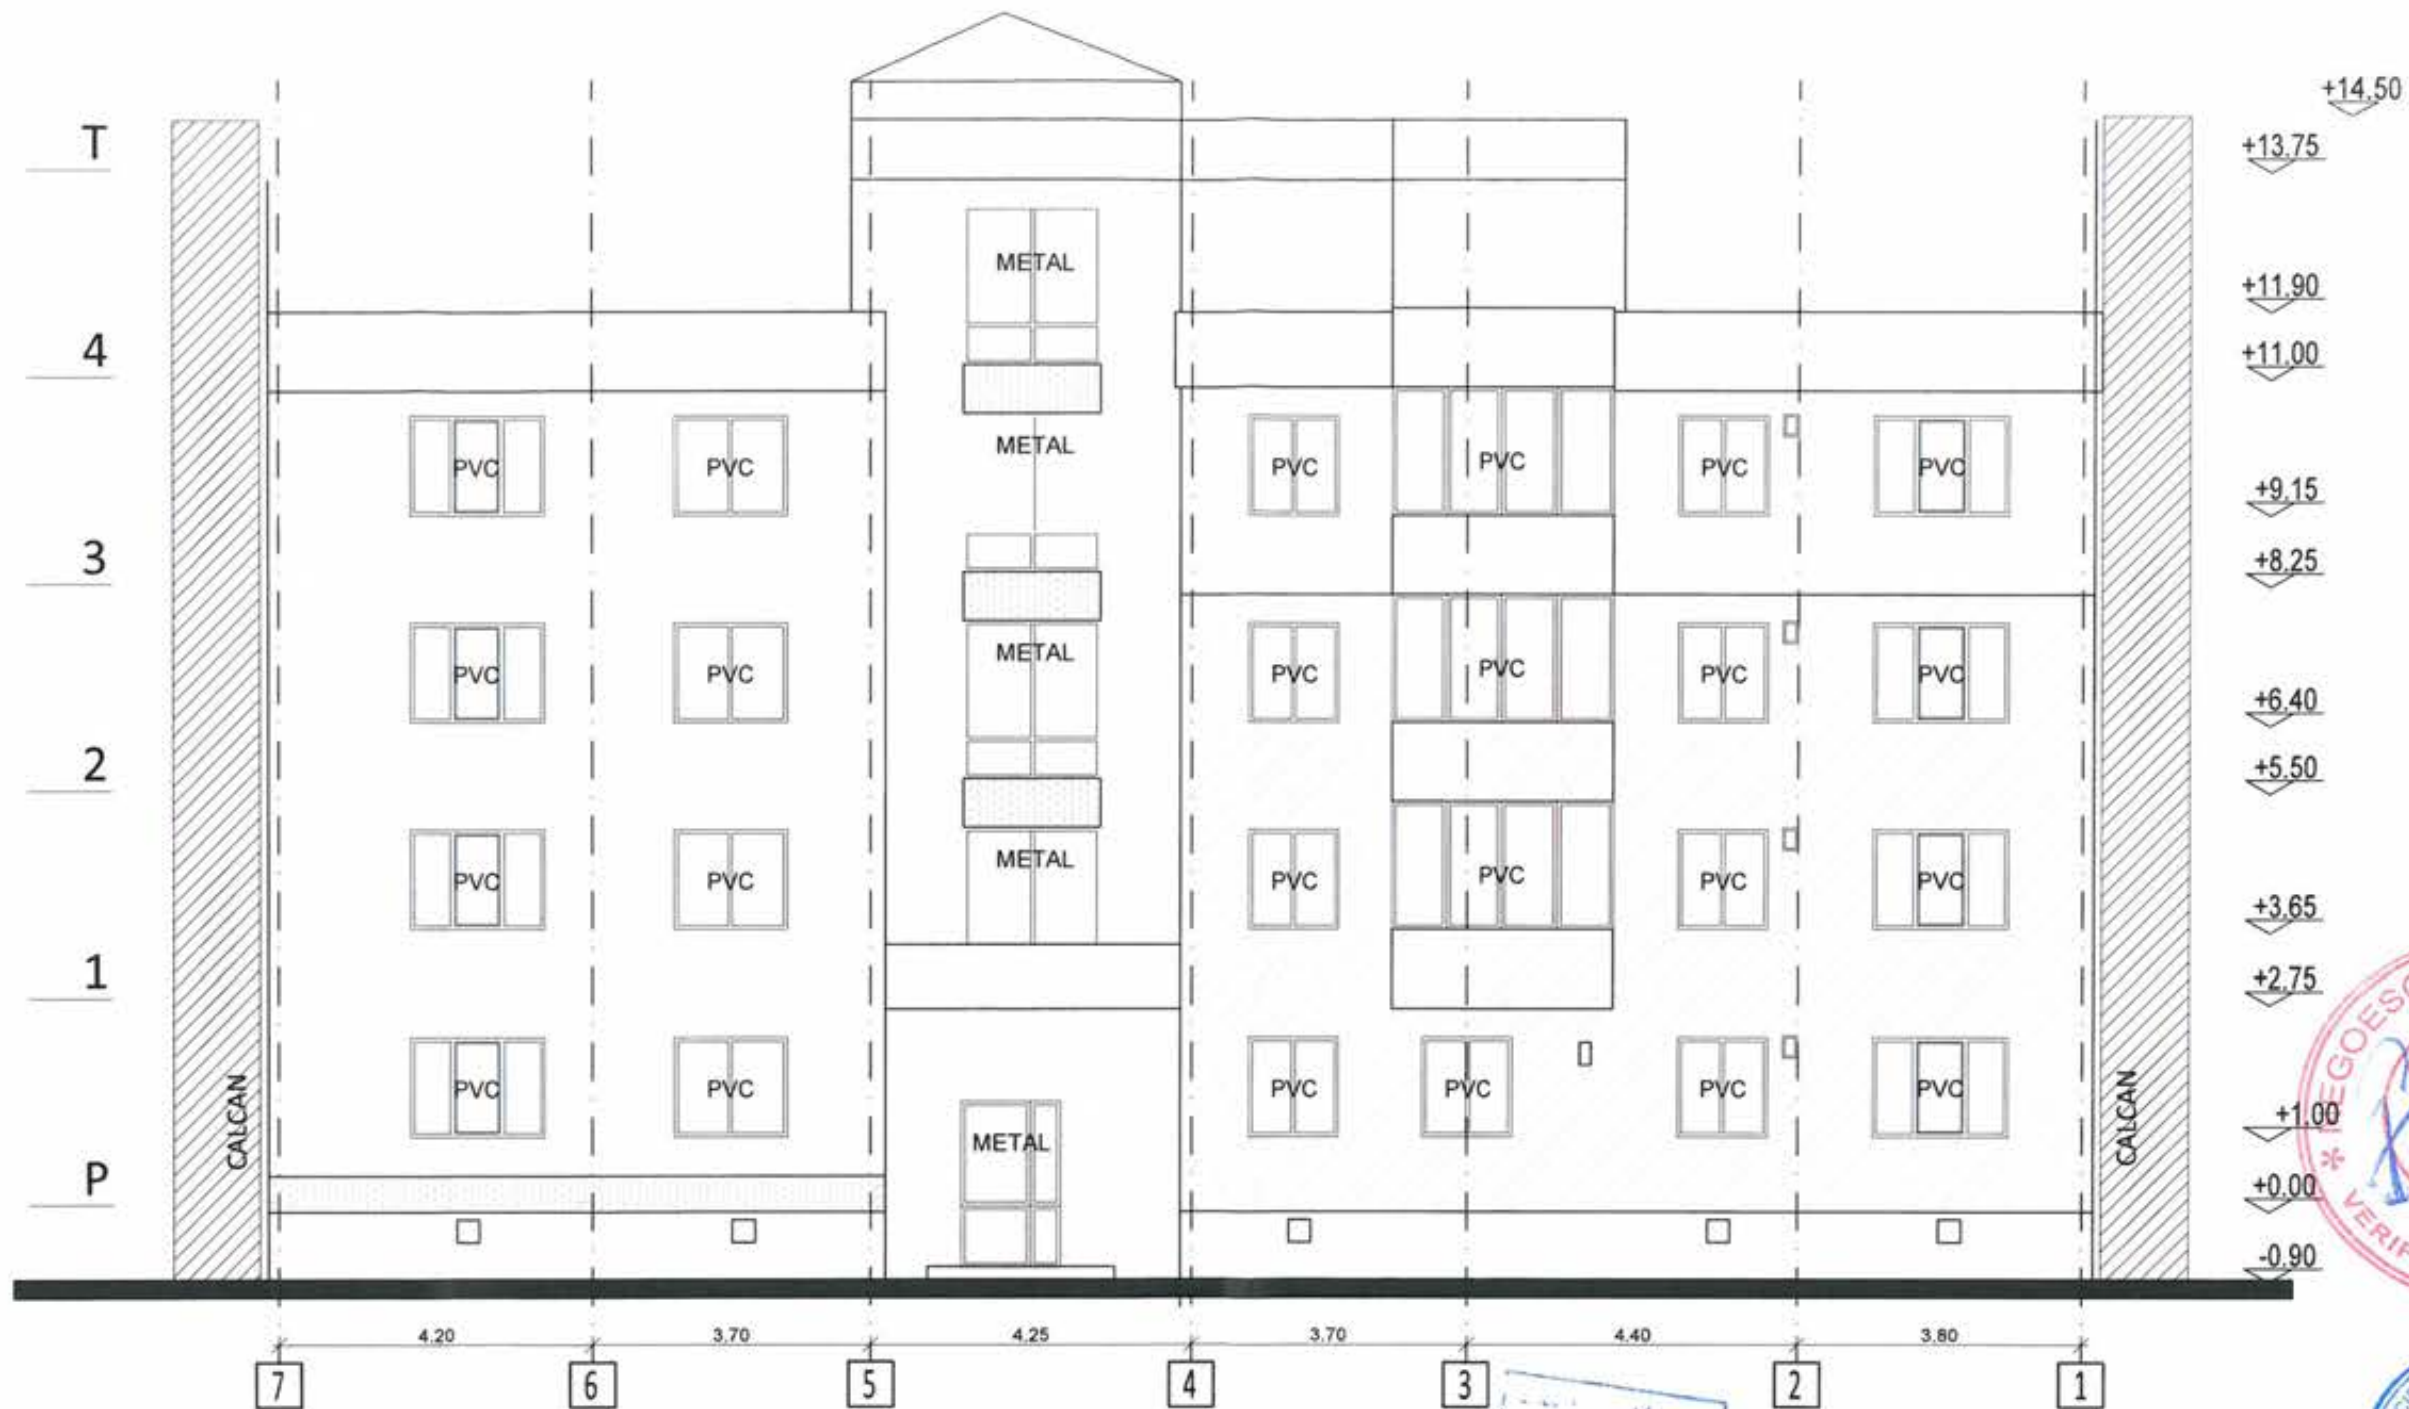 +14.50
T
+13.75
METAL
+11.90
4
+11.00
METAL
PVC PVC PVC PVC PVC PVC
+9.15
3
+8.25
METAL
PVC PVC PVC PVC PVC PVC
+6.40
2
+5.50
METAL
PVC PVC PVC PVC PVC PVC
+3.65
1
+2.75
PVC PVC PVC PVC PVC PVC
CALCAN
CALCAN
METAL
+1.00
P
+0.00
-0.90
4.20 3.70 4.25 3.70 4.40 3.80
7 6 5 4 3 2 1